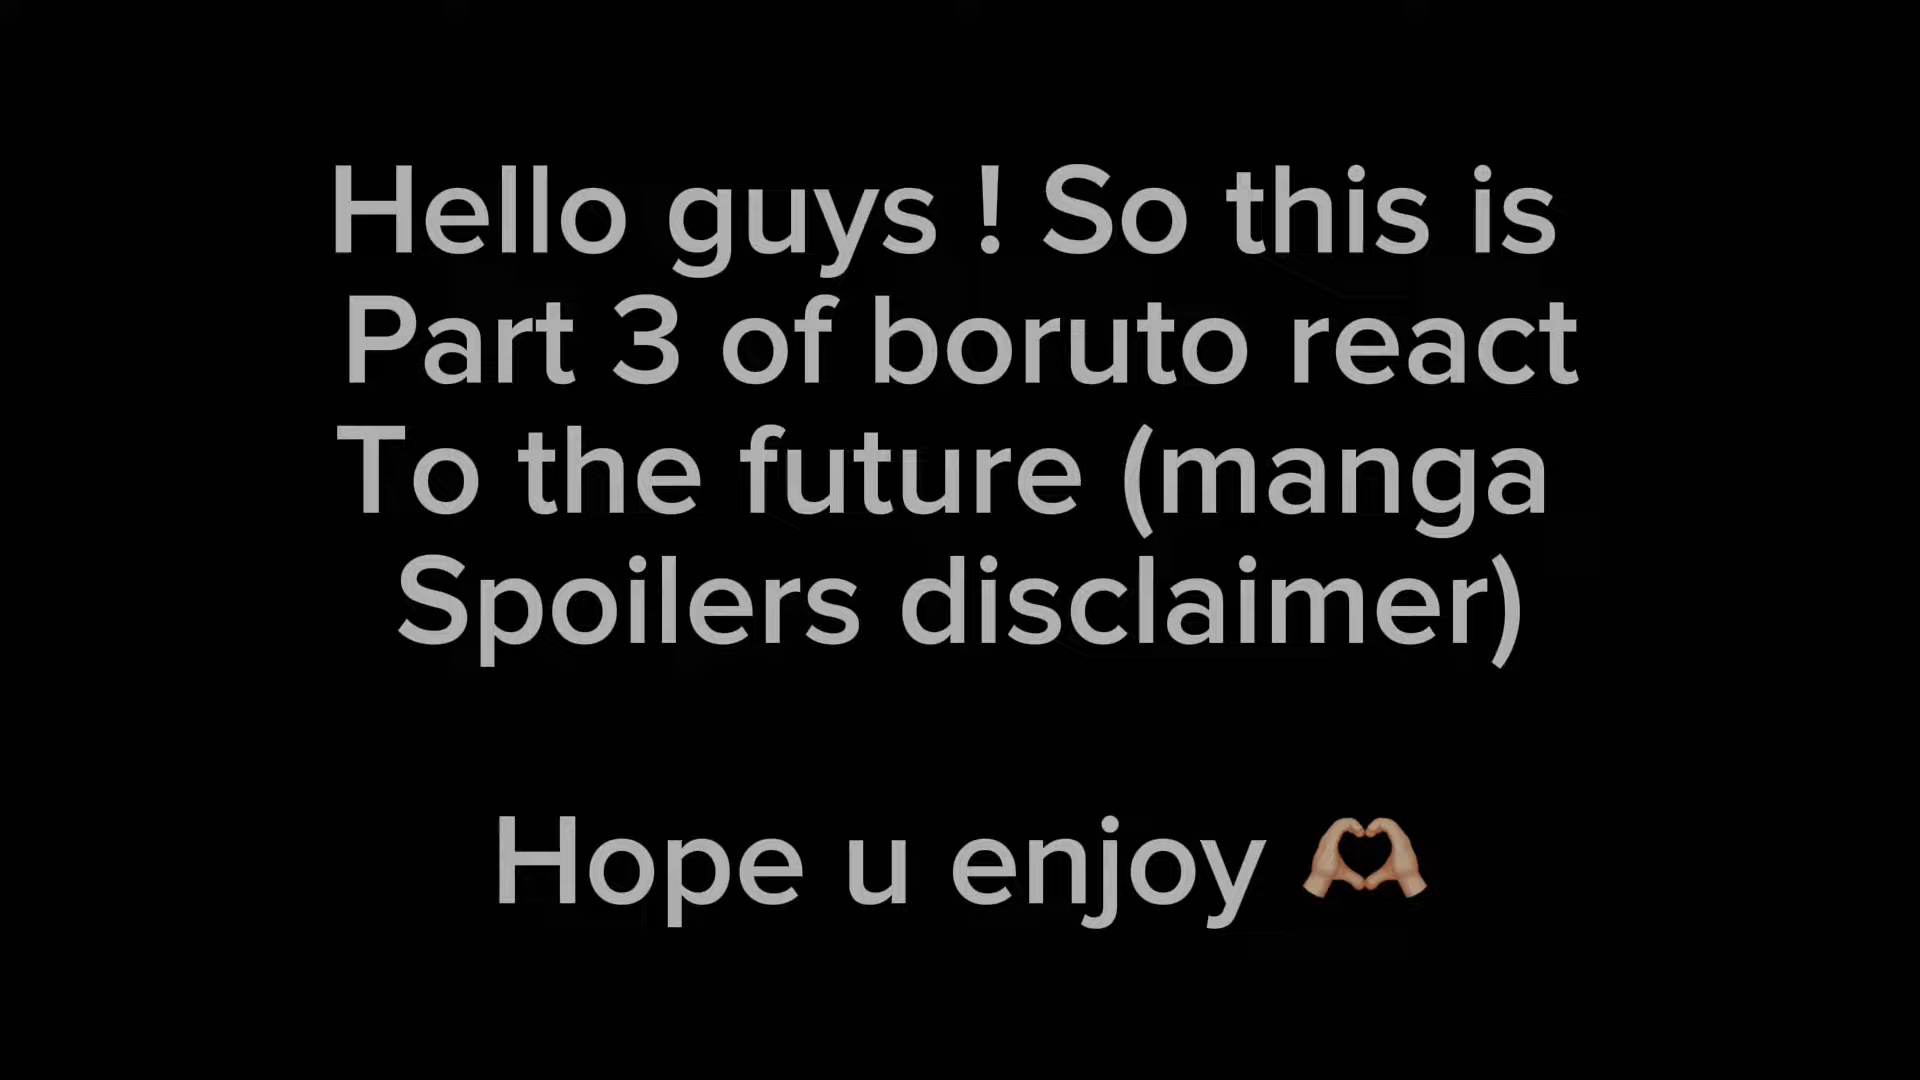 Hello guys ! So this is
Part 3 of boruto react
To the future (manga
Spoilers disclaimer)
Hope u enjoy 🫶🏼